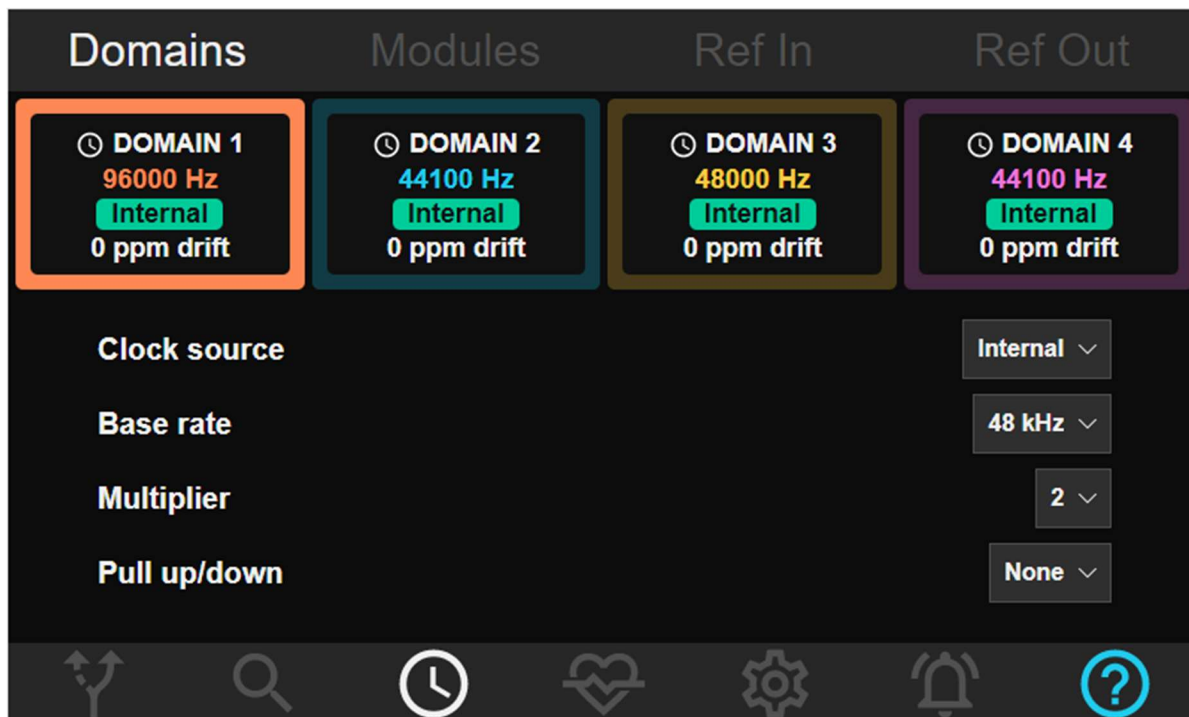 Domains Modules Ref In Ref Out
DOMAIN 1
96000 Hz
Internal
0 ppm drift
DOMAIN 2
44100 Hz
Internal
0 ppm drift
DOMAIN 3
48000 Hz
Internal
0 ppm drift
DOMAIN 4
44100 Hz
Internal
0 ppm drift
Clock source Internal
Base rate 48 kHz
Multiplier 2
Pull up/down None
?